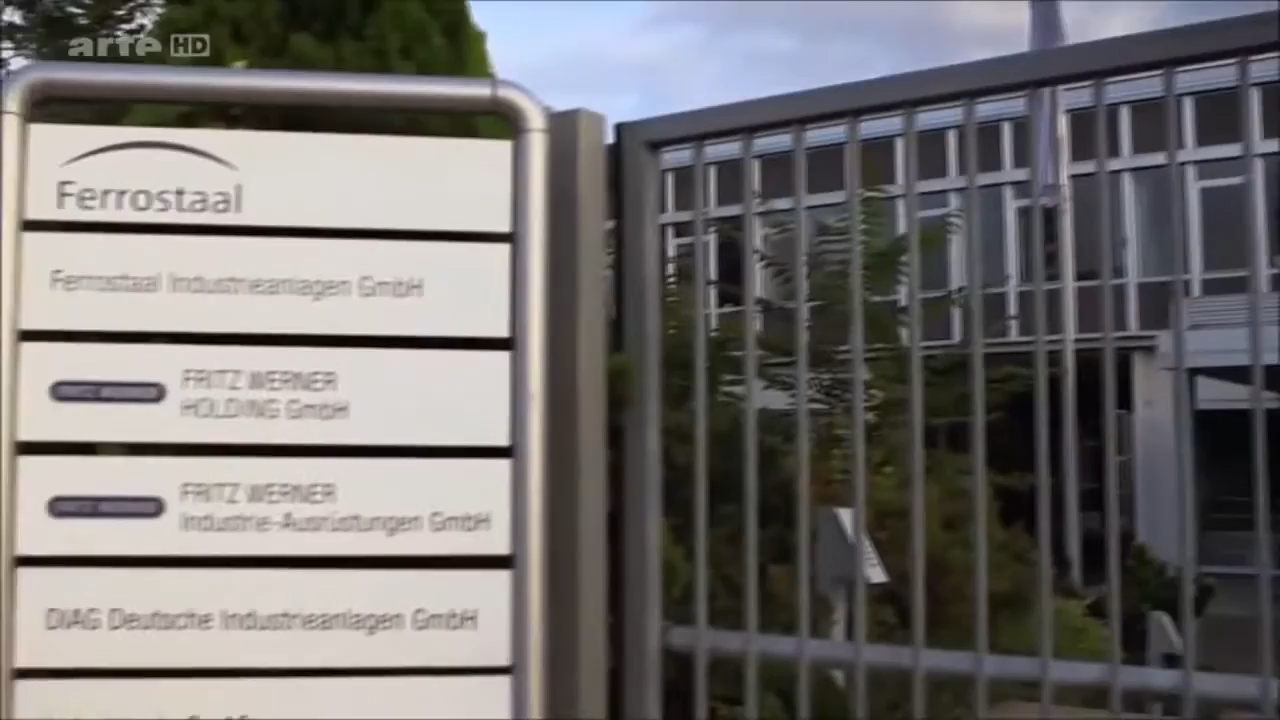 arte HD
Ferrostaal
Ferrostaal Industrieanlagen GmbH
FRITZ WERNER
HOLDING GmbH
FRITZ WERNER
Industrie-Ausrüstungen GmbH
DIAG Deutsche Industrieanlagen GmbH